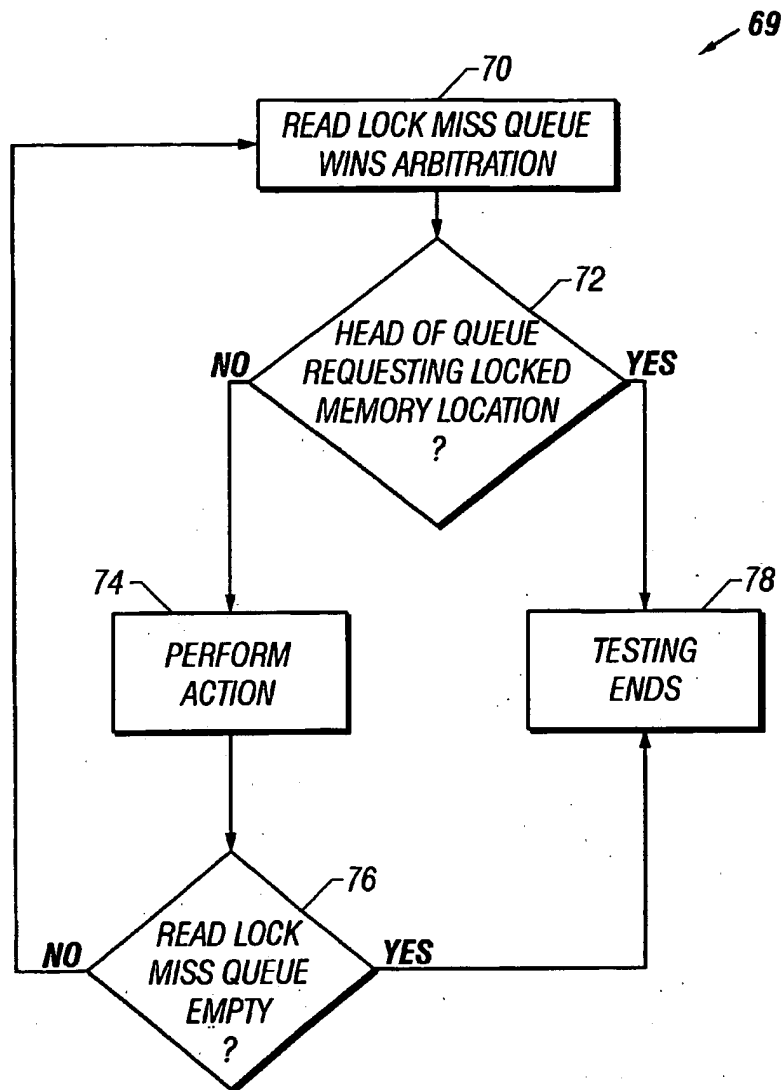 69
70
READ LOCK MISS QUEUE
WINS ARBITRATION
72
HEAD OF QUEUE
REQUESTING LOCKED
MEMORY LOCATION
?
NO
YES
74
PERFORM
ACTION
78
TESTING
ENDS
76
READ LOCK
MISS QUEUE
EMPTY
?
NO
YES